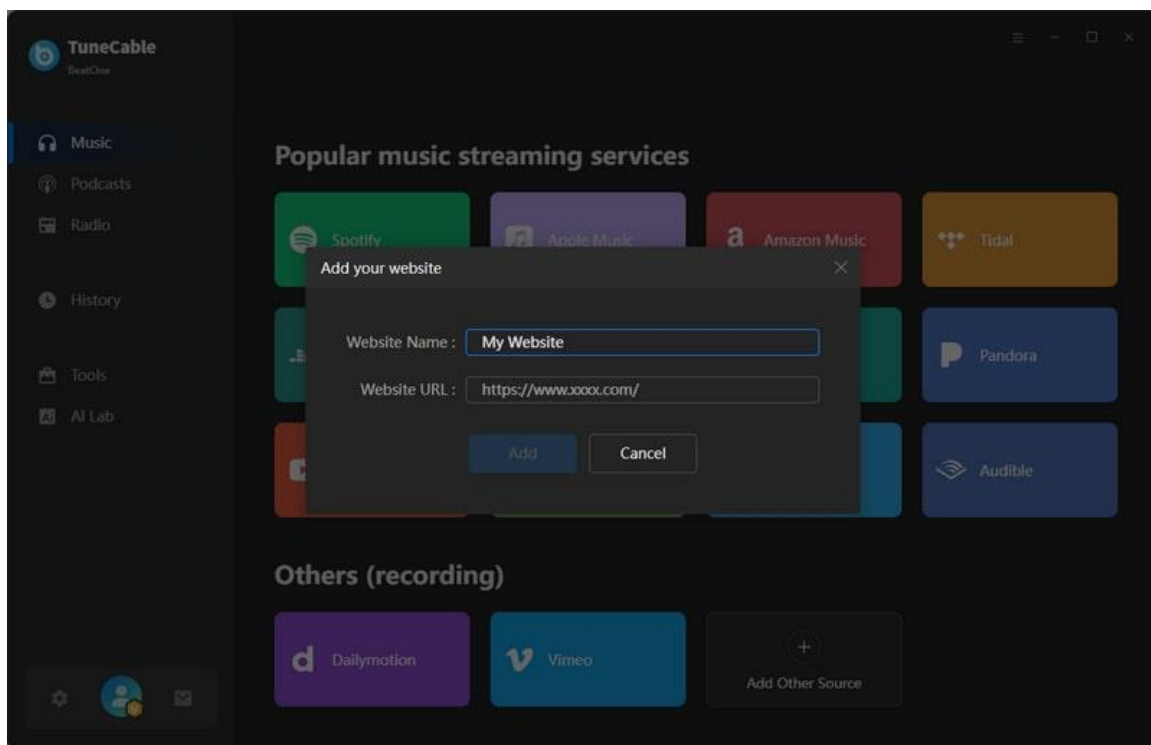 TuneCable
BeatOne
Music
Podcasts
Radio
History
Tools
AI Lab
Popular music streaming services
Spotify
Apple Music
a Amazon Music
Tidal
Pandora
Audible
Add your website
Website Name :
My Website
Website URL :
https://www.xxxx.com/
Add
Cancel
Others (recording)
Dailymotion
Vimeo
Add Other Source